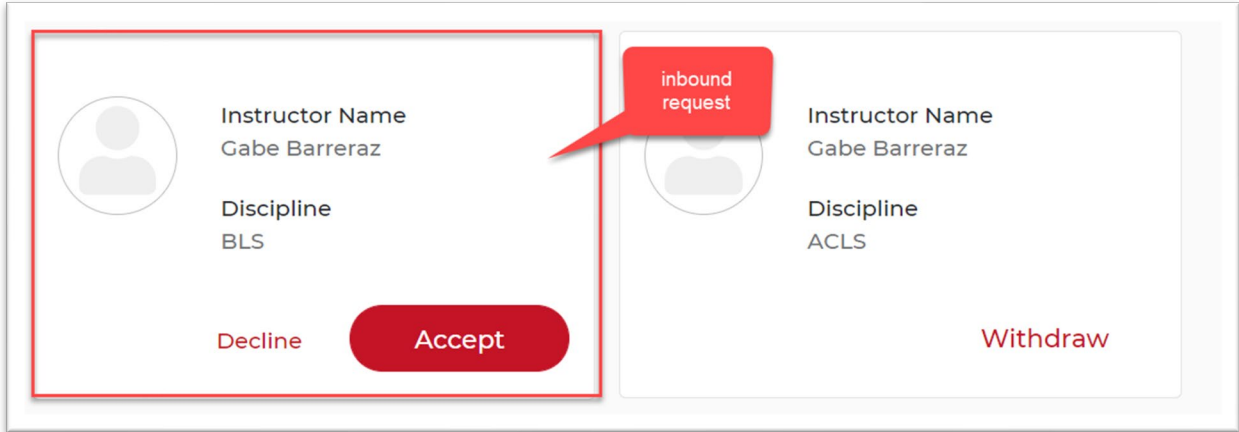 Instructor Name
Gabe Barreraz
Discipline
BLS
Decline
Accept
inbound
request
Instructor Name
Gabe Barreraz
Discipline
ACLS
Withdraw